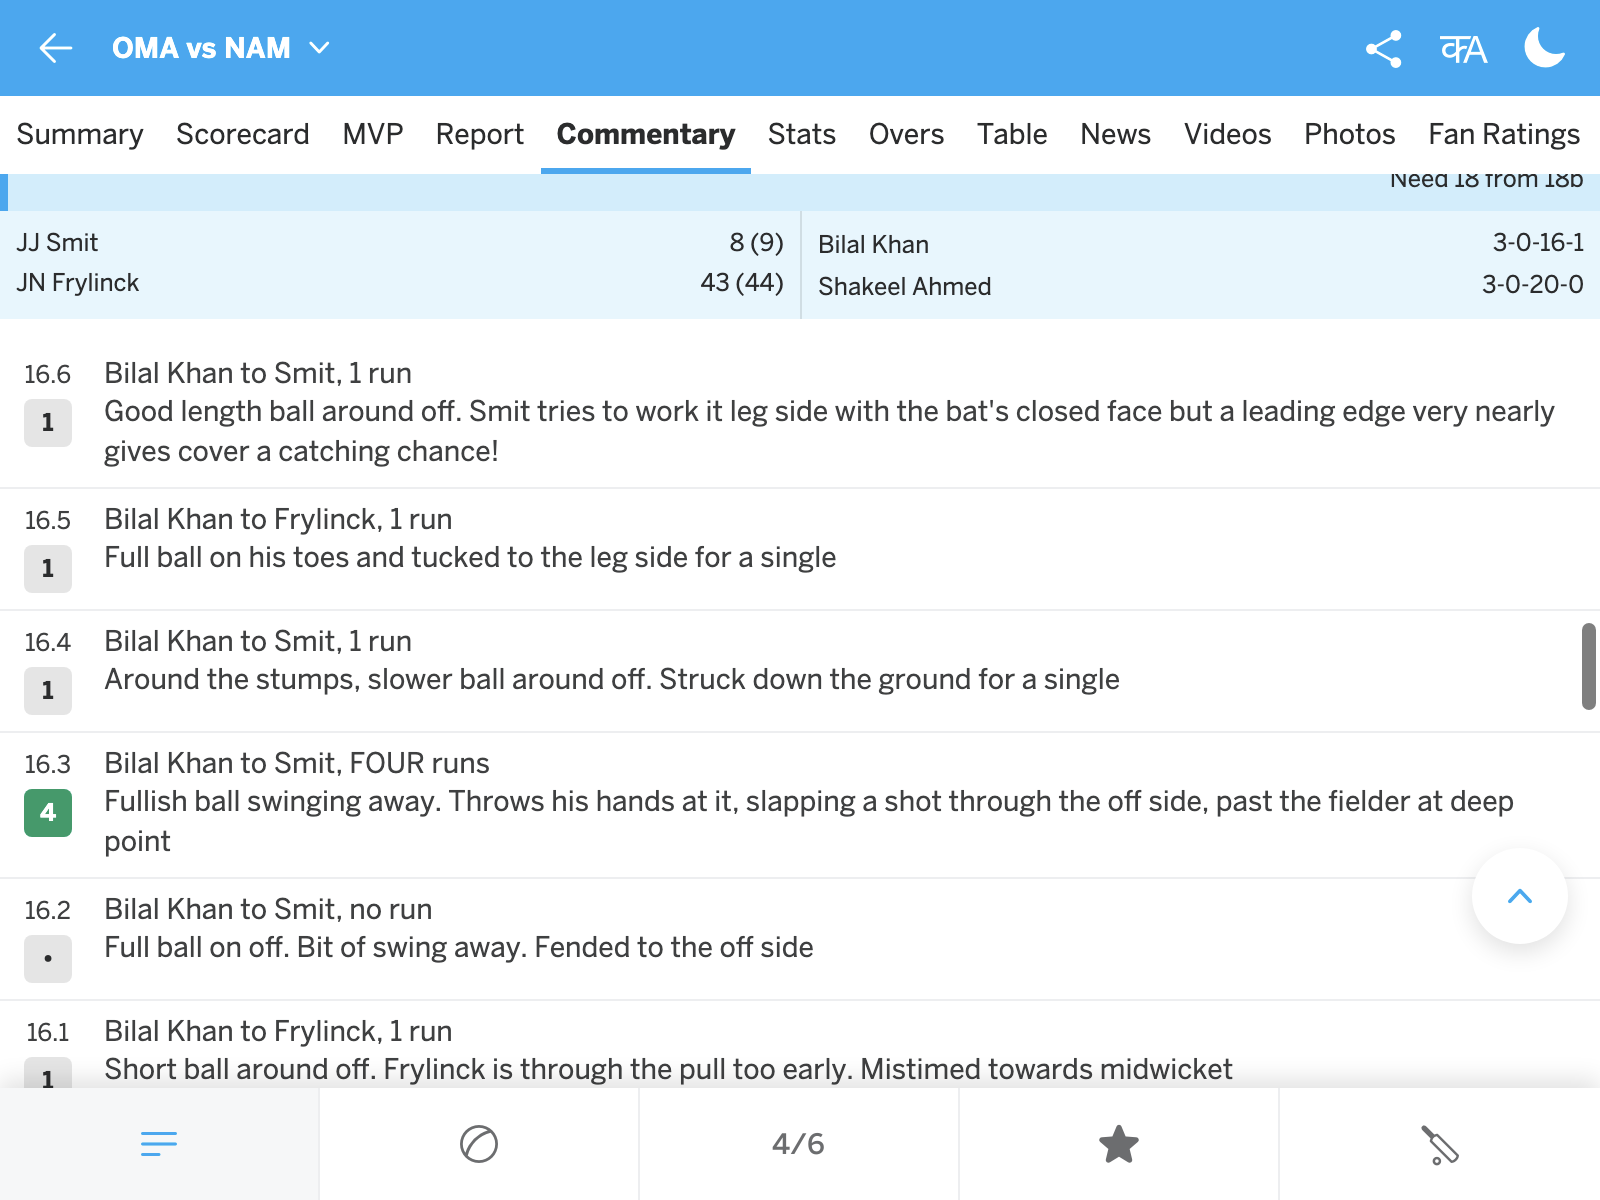 OMA vs NAM
Summary Scorecard MVP Report Commentary Stats Overs Table News Videos Photos Fan Ratings
Need 18 from 18b
JJ Smit 8 (9)
JN Frylinck 43 (44)
Bilal Khan 3-0-16-1
Shakeel Ahmed 3-0-20-0
16.6 Bilal Khan to Smit, 1 run
1 Good length ball around off. Smit tries to work it leg side with the bat's closed face but a leading edge very nearly
gives cover a catching chance!
16.5 Bilal Khan to Frylinck, 1 run
1 Full ball on his toes and tucked to the leg side for a single
16.4 Bilal Khan to Smit, 1 run
1 Around the stumps, slower ball around off. Struck down the ground for a single
16.3 Bilal Khan to Smit, FOUR runs
4 Fullish ball swinging away. Throws his hands at it, slapping a shot through the off side, past the fielder at deep
point
16.2 Bilal Khan to Smit, no run
• Full ball on off. Bit of swing away. Fended to the off side
16.1 Bilal Khan to Frylinck, 1 run
1 Short ball around off. Frylinck is through the pull too early. Mistimed towards midwicket
4/6